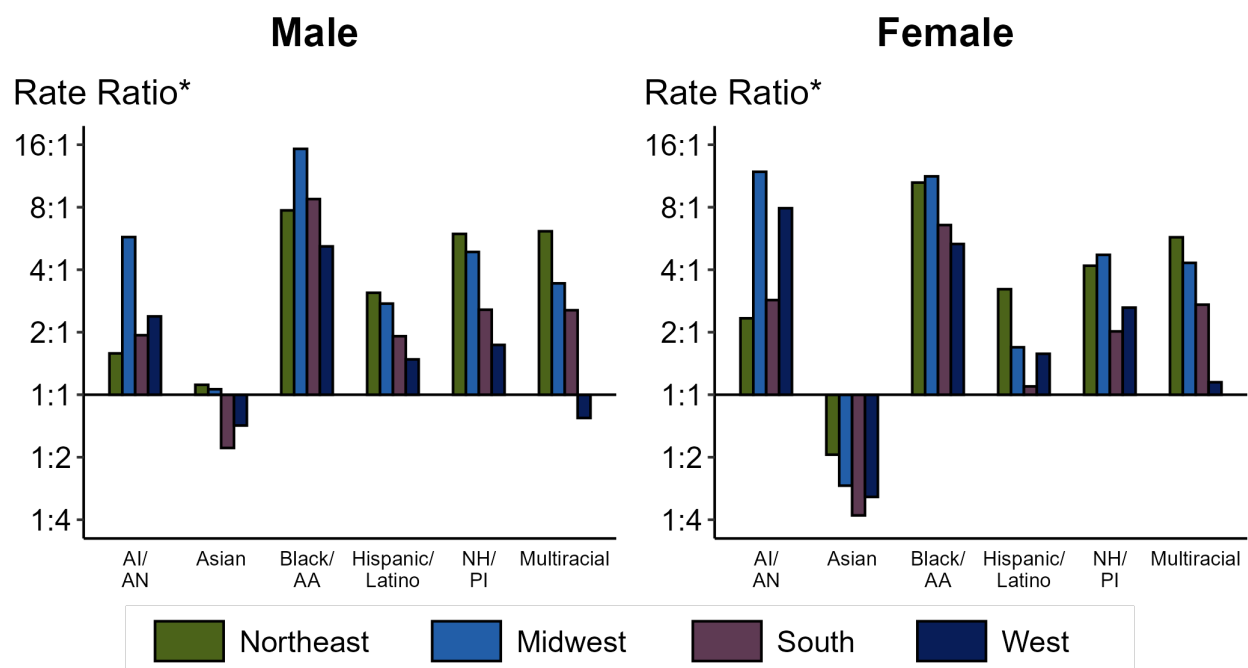 Male
Rate Ratio*
16:1
8:1
4:1
2:1
1:1
1:2
1:4
AI/
AN
Asian
Black/
AA
Hispanic/
Latino
NH/
PI
Multiracial
Female
Rate Ratio*
16:1
8:1
4:1
2:1
1:1
1:2
1:4
AI/
AN
Asian
Black/
AA
Hispanic/
Latino
NH/
PI
Multiracial
Northeast
Midwest
South
West